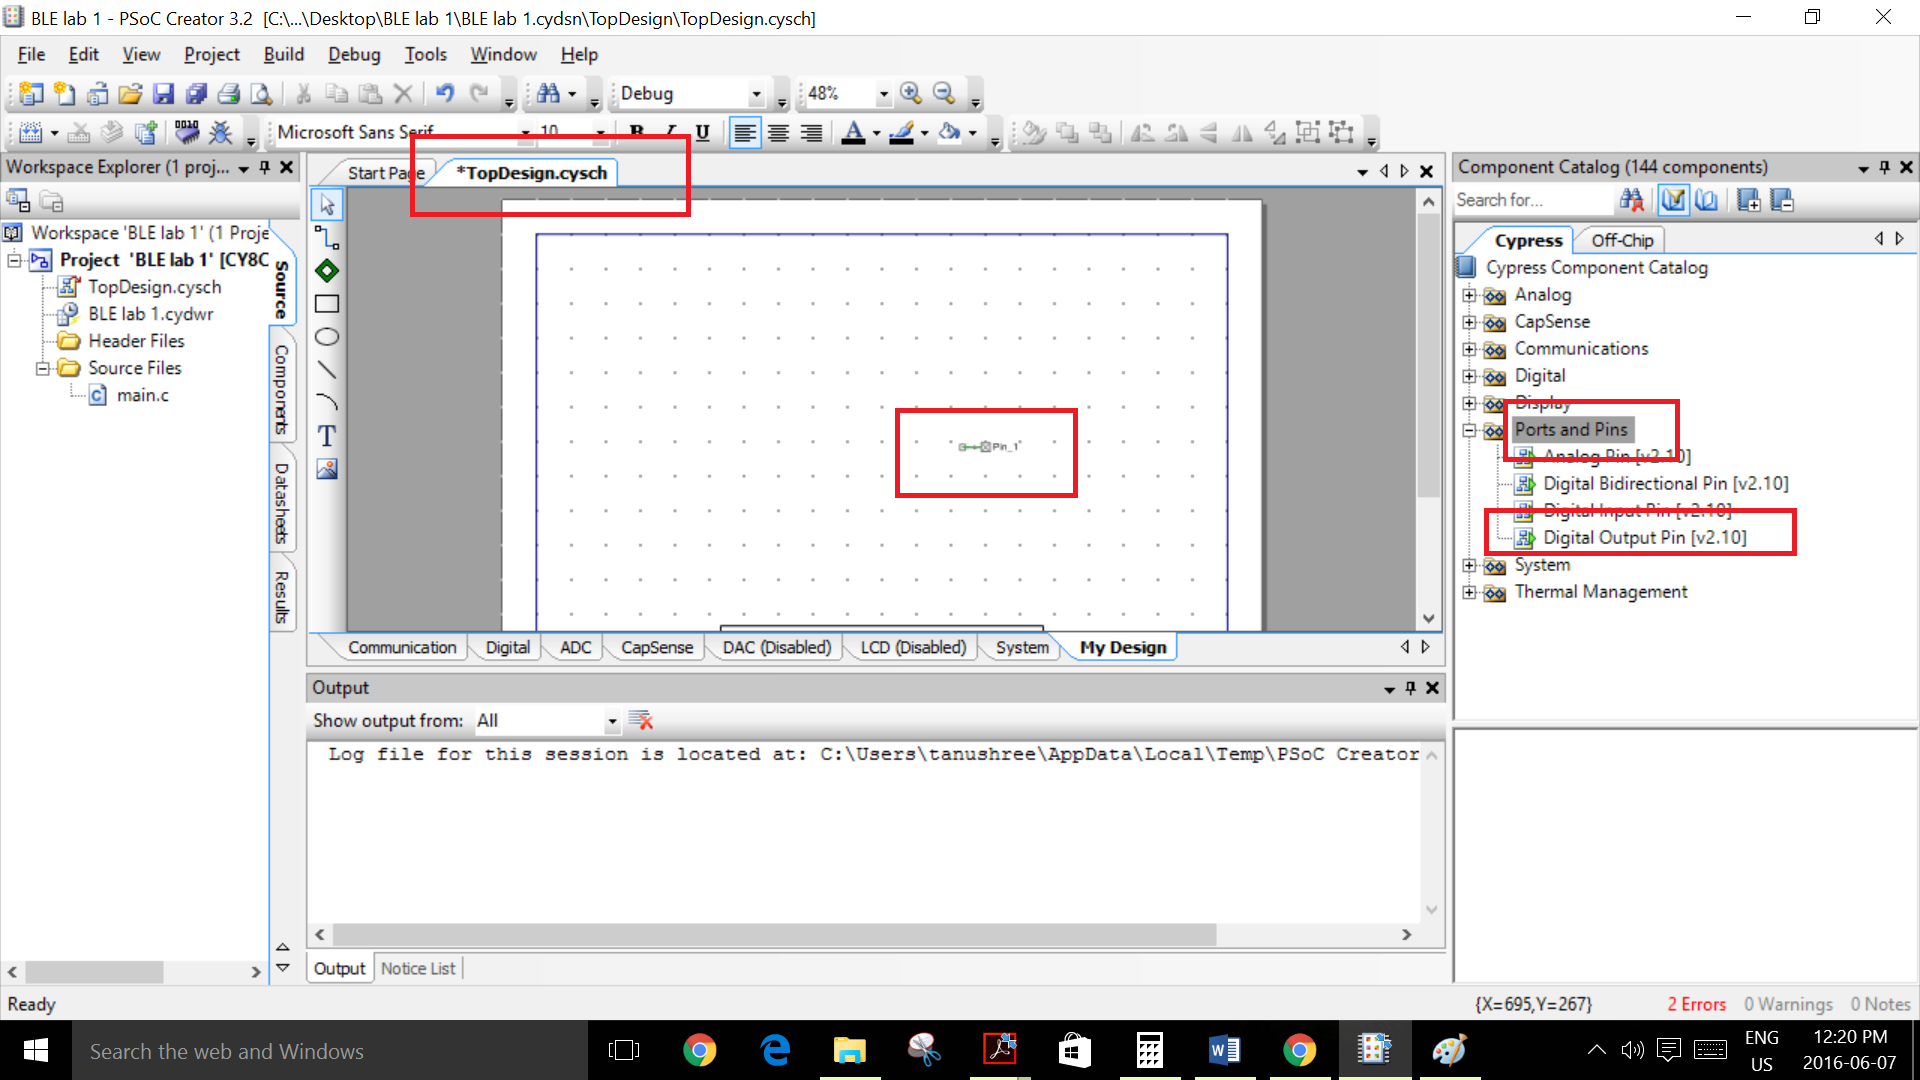 BLE lab 1 - PSoC Creator 3.2 [C:\...\Desktop\BLE lab 1\BLE lab 1.cydsn\TopDesign\TopDesign.cysch]
File Edit View Project Build Debug Tools Window Help
Debug 48%
Microsoft Sans Serif 10 B I U A
Workspace Explorer (1 proj...
Workspace 'BLE lab 1' (1 Proje
Project 'BLE lab 1' [CY8C
TopDesign.cysch
BLE lab 1.cydwr
Header Files
Source Files
main.c
Source
Components
Datasheets
Results
Start Page *TopDesign.cysch
T
Pin_1
Communication Digital ADC CapSense DAC (Disabled) LCD (Disabled) System My Design
Output
Show output from: All
Log file for this session is located at: C:\Users\tanushree\AppData\Local\Temp\PSoC Creator
Output Notice List
Component Catalog (144 components)
Search for...
Cypress Off-Chip
Cypress Component Catalog
Analog
CapSense
Communications
Digital
Display
Ports and Pins
Analog Pin [v2.10]
Digital Bidirectional Pin [v2.10]
Digital Input Pin [v2.10]
Digital Output Pin [v2.10]
System
Thermal Management
Ready {X=695,Y=267} 2 Errors 0 Warnings 0 Notes
Search the web and Windows
ENG
US
12:20 PM
2016-06-07